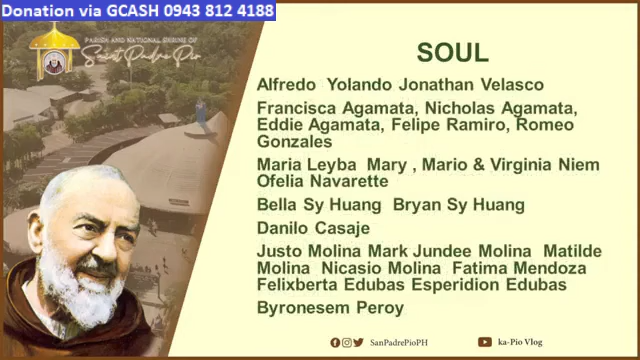 Donation via GCASH 0943 812 4188
PARISH AND NATIONAL SHRINE OF
Saint Padre Pio
SOUL
Alfredo Yolando Jonathan Velasco
Francisca Agamata, Nicholas Agamata,
Eddie Agamata, Felipe Ramiro, Romeo
Gonzales
Maria Leyba Mary , Mario & Virginia Niem
Ofelia Navarette
Bella Sy Huang Bryan Sy Huang
Danilo Casaje
Justo Molina Mark Jundee Molina Matilde
Molina Nicasio Molina Fatima Mendoza
Felixberta Edubas Esperidion Edubas
Byronesem Peroy
SanPadrePioPH ka-Pio Vlog